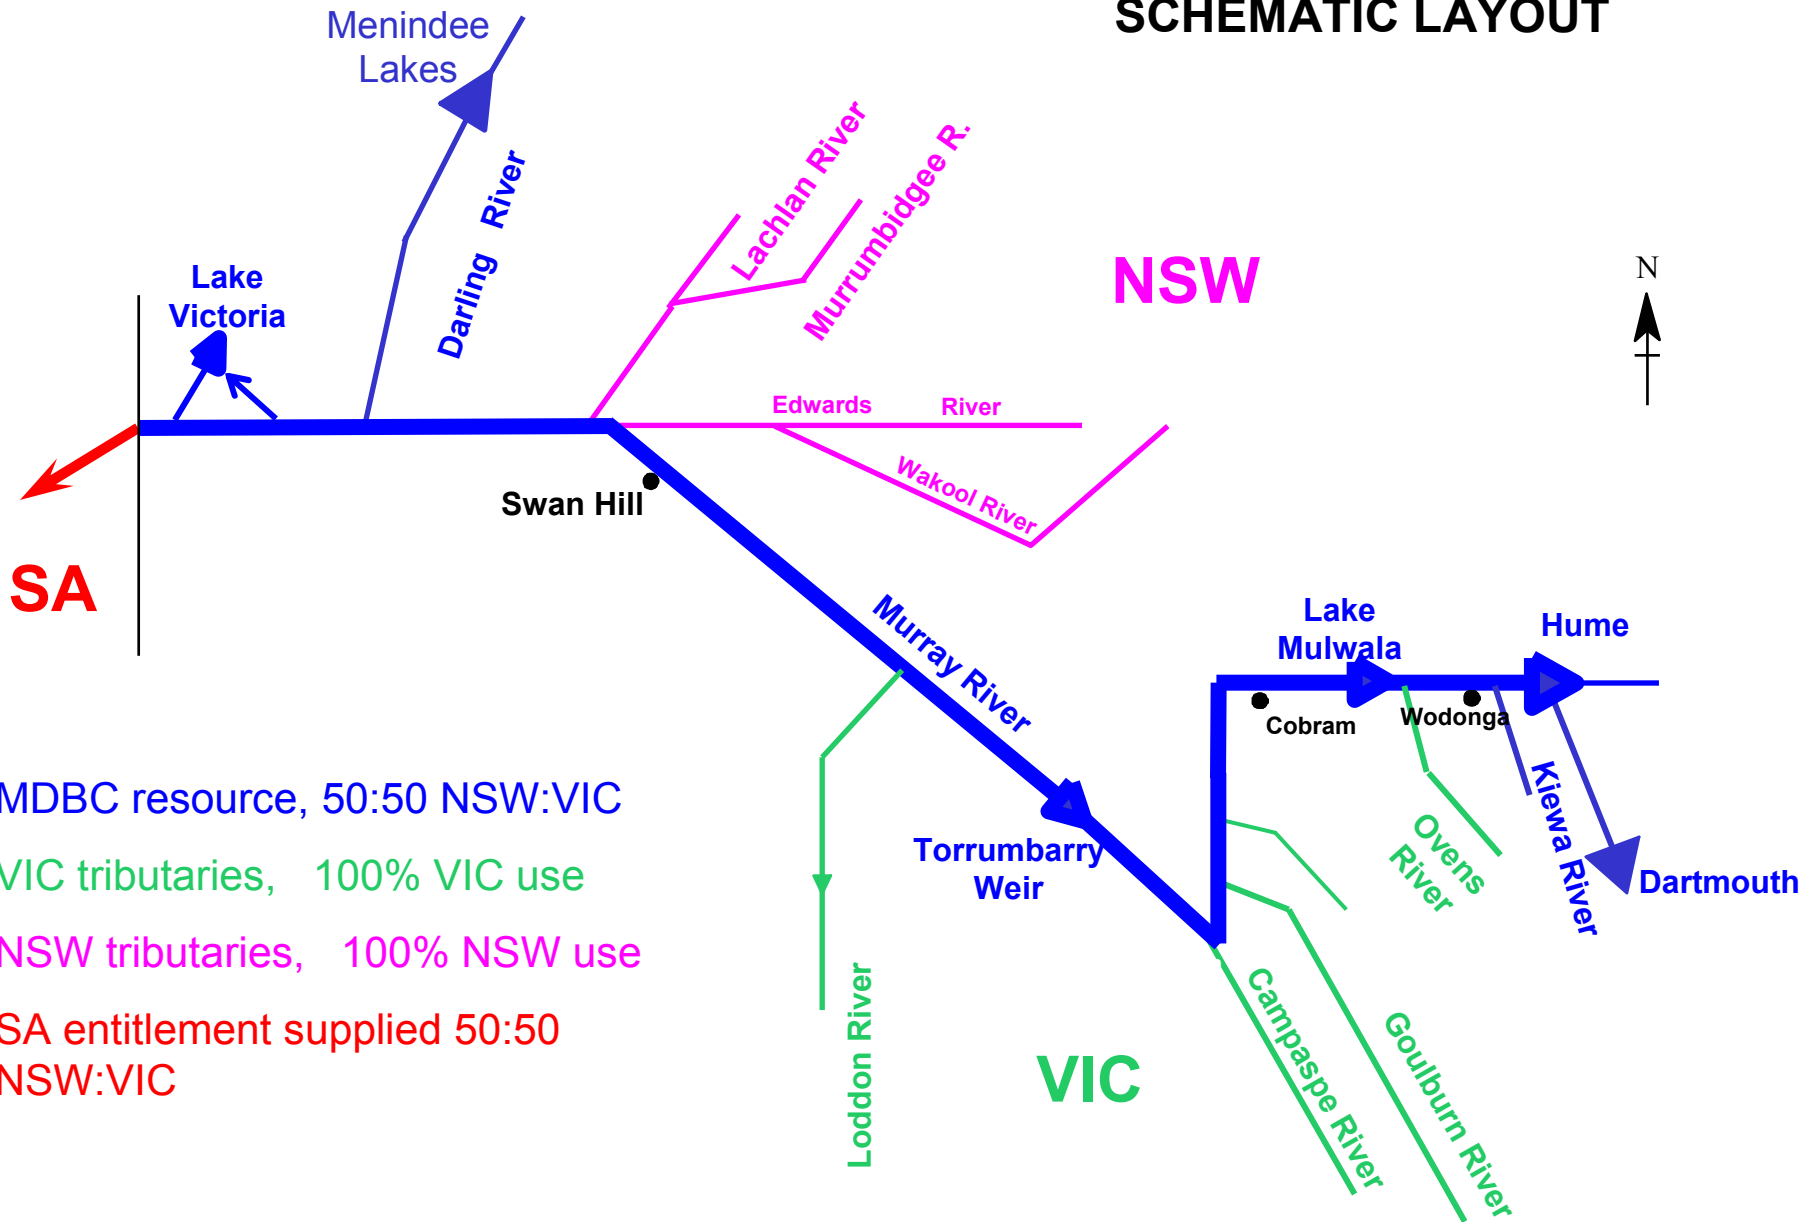 SCHEMATIC LAYOUT
Menindee
Lakes
Lachlan River
Murrumbidgee R.
Darling River
Lake
Victoria
NSW
N
Edwards River
Wakool River
Swan Hill
SA
Murray River
Lake
Mulwala
Hume
Cobram
Wodonga
Kiewa River
Ovens
River
Dartmouth
Torrumbarry
Weir
MDBC resource, 50:50 NSW:VIC
VIC tributaries, 100% VIC use
NSW tributaries, 100% NSW use
SA entitlement supplied 50:50
NSW:VIC
Loddon River
VIC
Campaspe River
Goulburn River